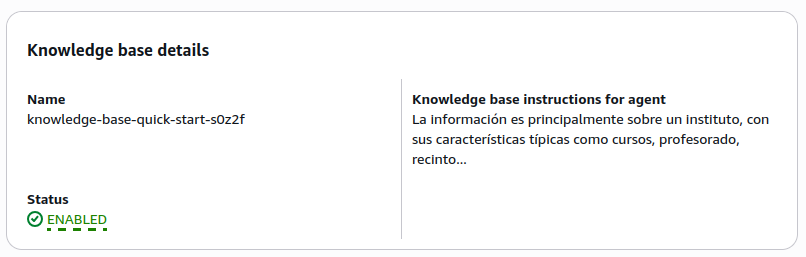 Knowledge base details
Name
knowledge-base-quick-start-s0z2f
Status
ENABLED
Knowledge base instructions for agent
La información es principalmente sobre un instituto, con
sus características típicas como cursos, profesorado,
recinto...